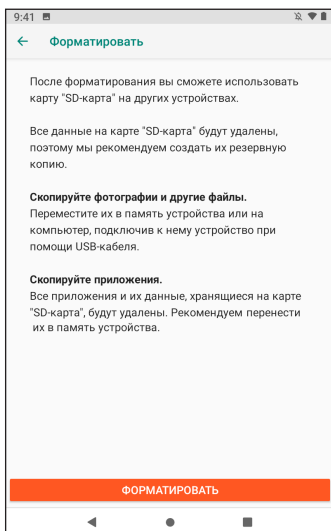 9:41
Форматировать
После форматирования вы сможете использовать
карту "SD-карта" на других устройствах.
Все данные на карте "SD-карта" будут удалены,
поэтому мы рекомендуем создать их резервную
копию.
Скопируйте фотографии и другие файлы.
Переместите их в память устройства или на
компьютер, подключив к нему устройство при
помощи USB-кабеля.
Скопируйте приложения.
Все приложения и их данные, хранящиеся на карте
"SD-карта", будут удалены. Рекомендуем перенести
их в память устройства.
ФОРМАТИРОВАТЬ